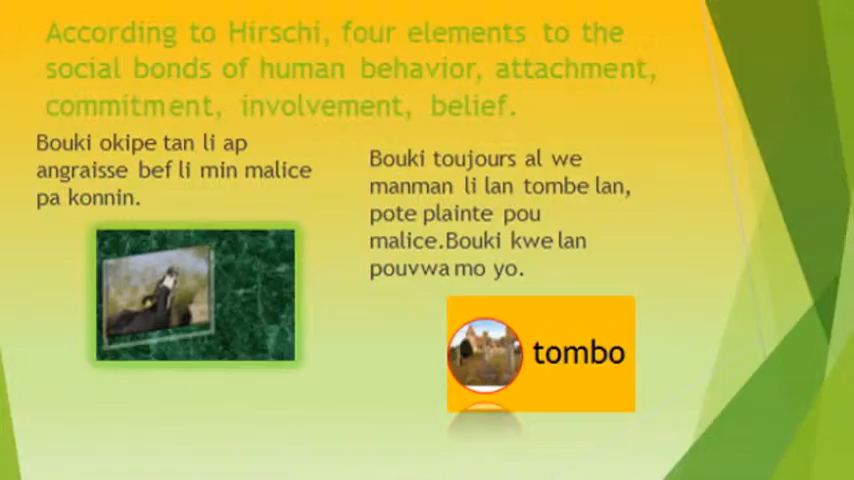 According to Hirschi, four elements to the
social bonds of human behavior, attachment,
commitment, involvement, belief.
Bouki okipe tan li ap
angraisse bef li min malice
pa konnin.
Bouki toujours al we
manman li lan tombe lan,
pote plainte pou
malice.Bouki kwe lan
pouvwa mo yo.
tombo